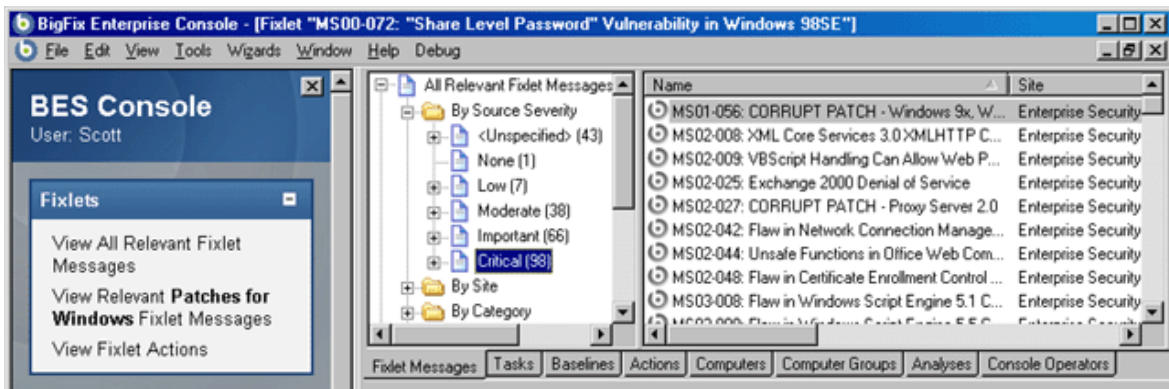 BigFix Enterprise Console - [Fixlet "MS00-072: "Share Level Password" Vulnerability in Windows 98SE"]
File Edit View Tools Wizards Window Help Debug
BES Console
User: Scott
Fixlets
View All Relevant Fixlet
Messages
View Relevant Patches for
Windows Fixlet Messages
View Fixlet Actions
All Relevant Fixlet Messages
By Source Severity
<Unspecified> (43)
None (1)
Low (7)
Moderate (38)
Important (66)
Critical (98)
By Site
By Category
Name Site
MS01-056: CORRUPT PATCH - Windows 9x, W... Enterprise Security
MS02-008: XML Core Services 3.0 XMLHTTP C... Enterprise Security
MS02-009: VBScript Handling Can Allow Web P... Enterprise Security
MS02-025: Exchange 2000 Denial of Service Enterprise Security
MS02-027: CORRUPT PATCH - Proxy Server 2.0 Enterprise Security
MS02-042: Flaw in Network Connection Manage... Enterprise Security
MS02-044: Unsafe Functions in Office Web Com... Enterprise Security
MS02-048: Flaw in Certificate Enrollment Control ... Enterprise Security
MS03-008: Flaw in Windows Script Engine 5.1 C... Enterprise Security
Fixlet Messages Tasks Baselines Actions Computers Computer Groups Analyses Console Operators